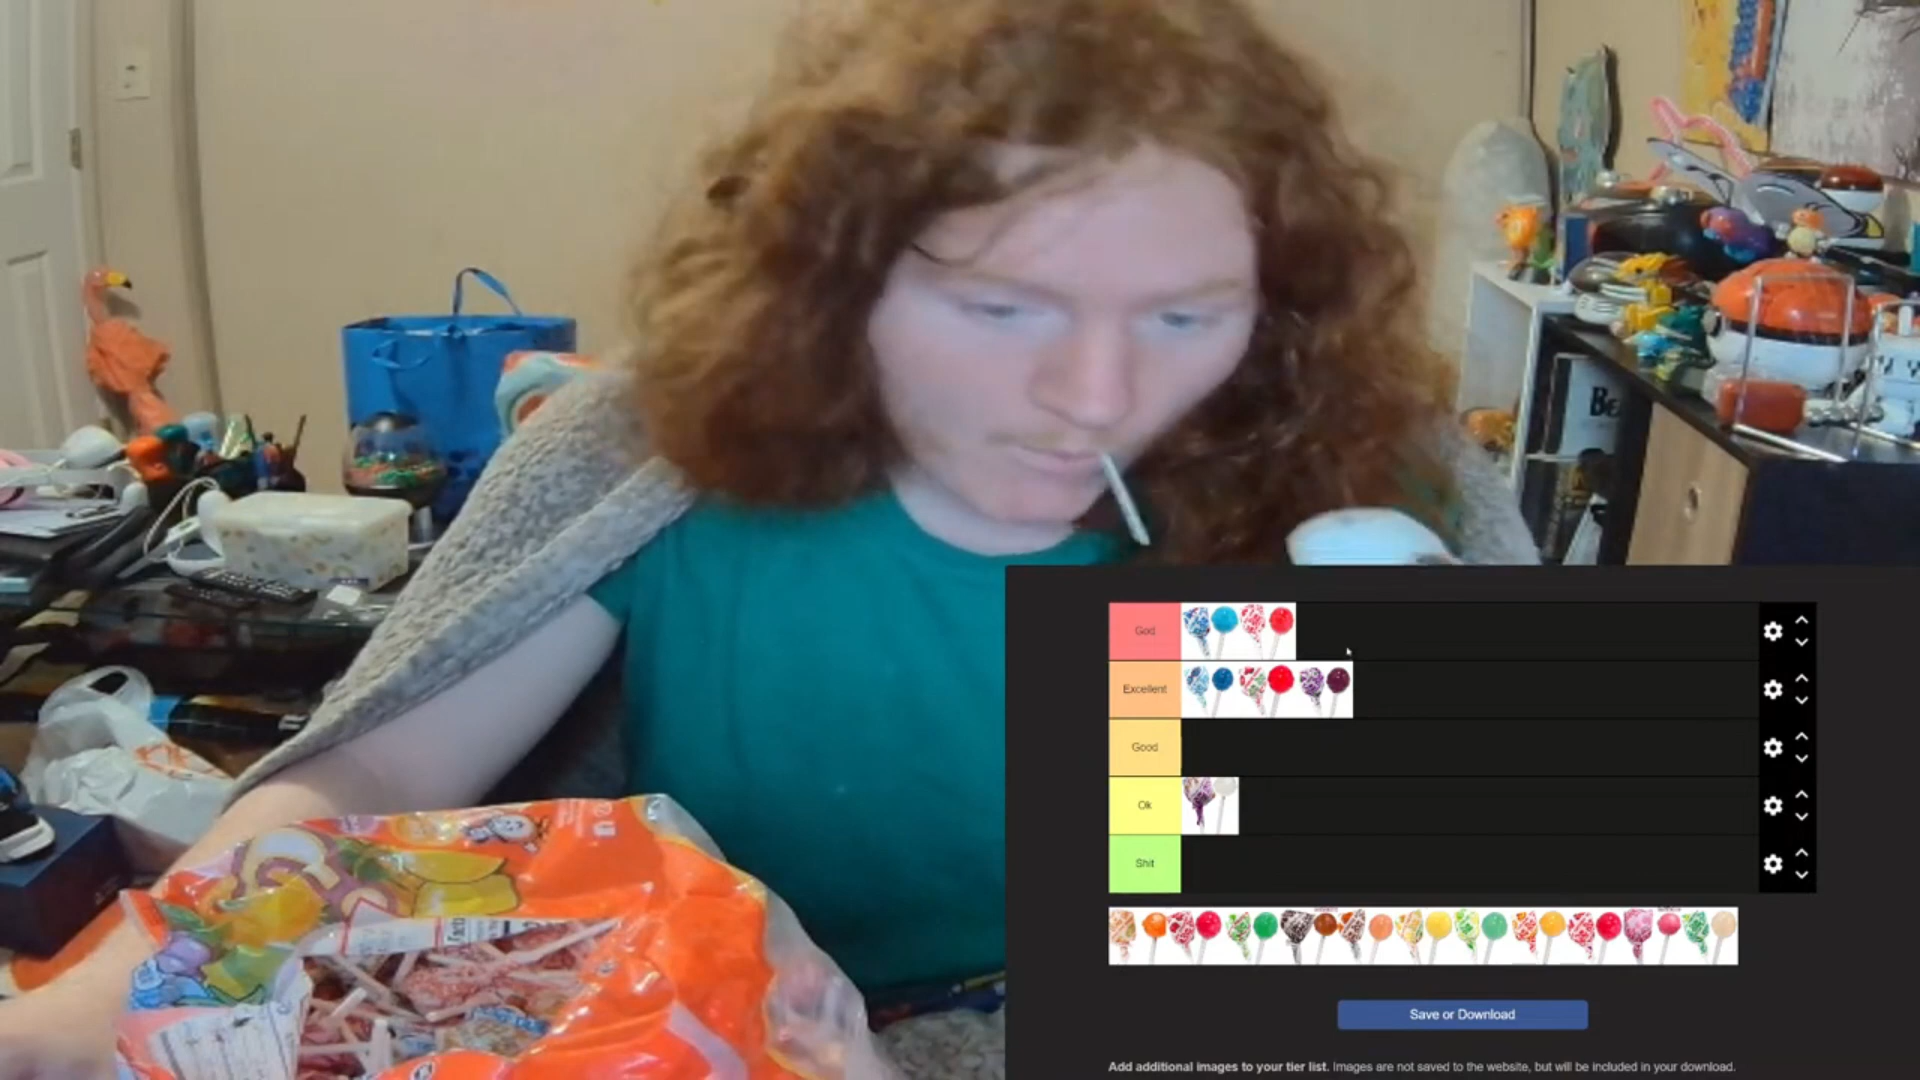 Be
God
Excellent
Good
Ok
Shit
Save or Download
Add additional images to your tier list. Images are not saved to the website, but will be included in your download.